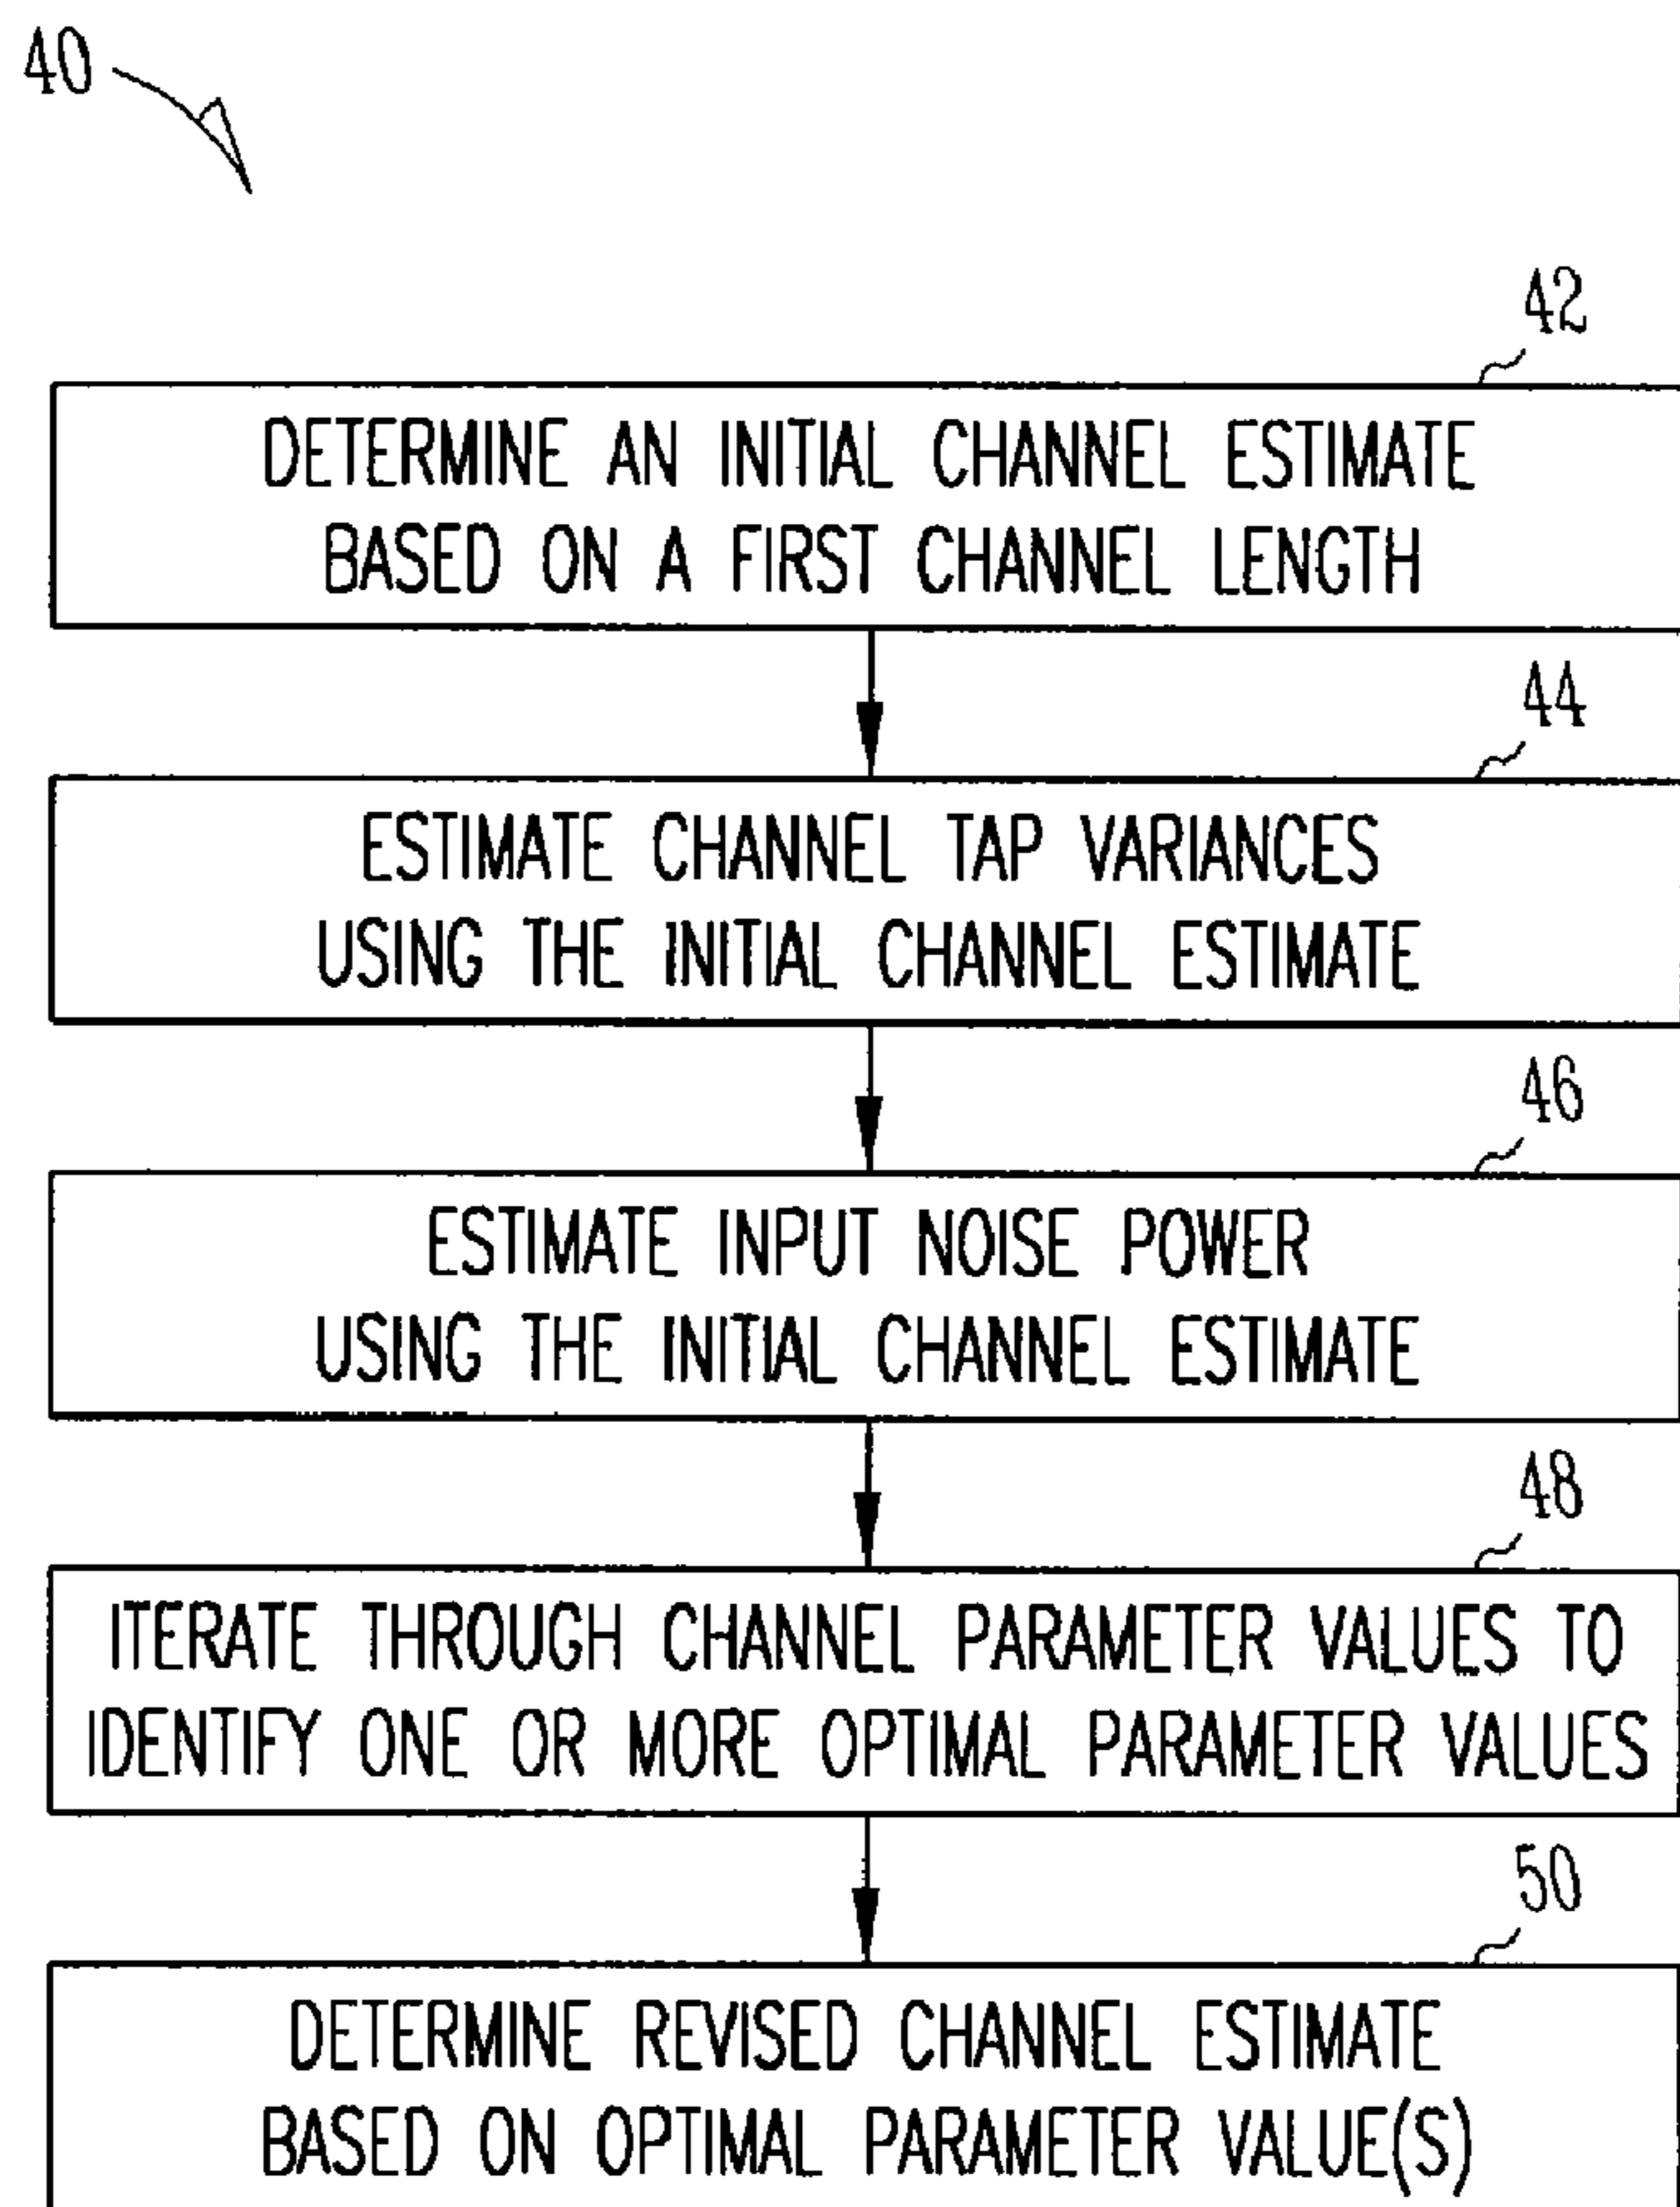 40
42
DETERMINE AN INITIAL CHANNEL ESTIMATE
BASED ON A FIRST CHANNEL LENGTH
44
ESTIMATE CHANNEL TAP VARIANCES
USING THE INITIAL CHANNEL ESTIMATE
46
ESTIMATE INPUT NOISE POWER
USING THE INITIAL CHANNEL ESTIMATE
48
ITERATE THROUGH CHANNEL PARAMETER VALUES TO
IDENTIFY ONE OR MORE OPTIMAL PARAMETER VALUES
50
DETERMINE REVISED CHANNEL ESTIMATE
BASED ON OPTIMAL PARAMETER VALUE(S)